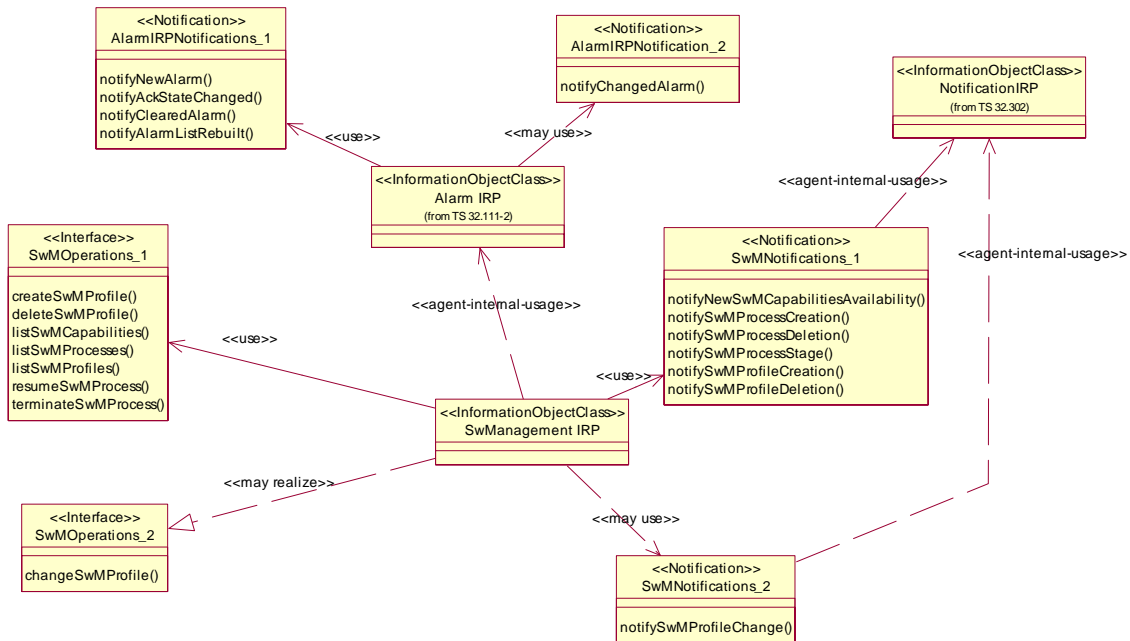 <<Notification>>
AlarmIRPNotifications_1
notifyNewAlarm()
notifyAckStateChanged()
notifyClearedAlarm()
notifyAlarmListRebuilt()
<<Notification>>
AlarmIRPNotification_2
notifyChangedAlarm()
<<InformationObjectClass>>
NotificationIRP
(from TS 32.302)
<<use>>
<<may use>>
<<InformationObjectClass>>
Alarm IRP
(from TS 32.111-2)
<<agent-internal-usage>>
<<Interface>>
SwMOperations_1
createSwMProfile()
deleteSwMProfile()
listSwMCapabilities()
listSwMProcesses()
listSwMProfiles()
resumeSwMProcess()
terminateSwMProcess()
<<Notification>>
SwMNotifications_1
notifyNewSwMCapabilitiesAvailability()
notifySwMProcessCreation()
notifySwMProcessDeletion()
notifySwMProcessStage()
notifySwMProfileCreation()
notifySwMProfileDeletion()
<<agent-internal-usage>>
<<agent-internal-usage>>
<<use>>
<<use>>
<<InformationObjectClass>>
SwManagement IRP
<<may realize>>
<<may use>>
<<Interface>>
SwMOperations_2
changeSwMProfile()
<<Notification>>
SwMNotifications_2
notifySwMProfileChange()